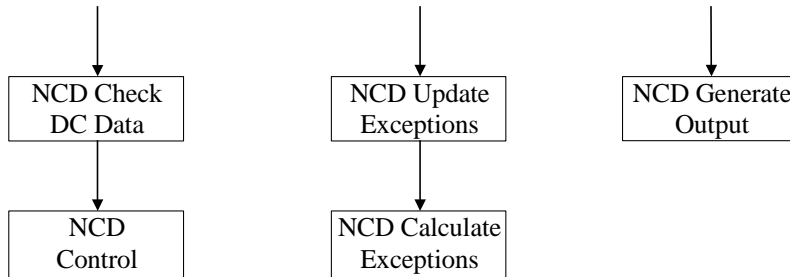 NCD Check
DC Data
NCD Update
Exceptions
NCD Generate
Output
NCD
Control
NCD Calculate
Exceptions